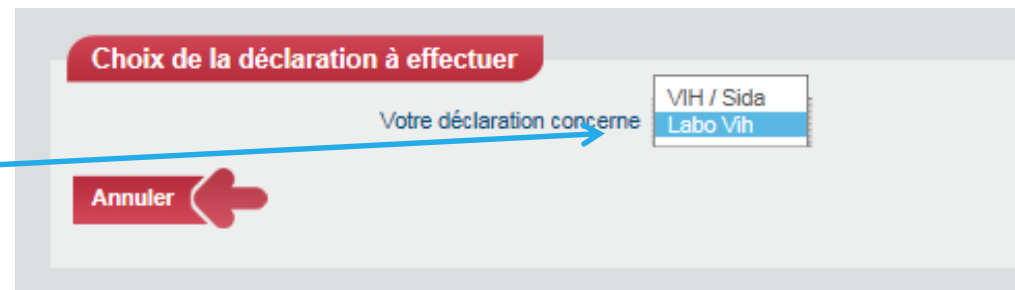 Choix de la déclaration à effectuer
Votre déclaration concerne
VIH / Sida
Labo Vih
Annuler